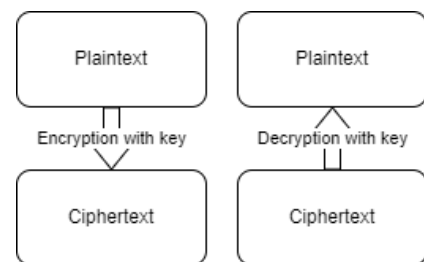 Plaintext
Plaintext
Encryption with key
Decryption with key
Ciphertext
Ciphertext